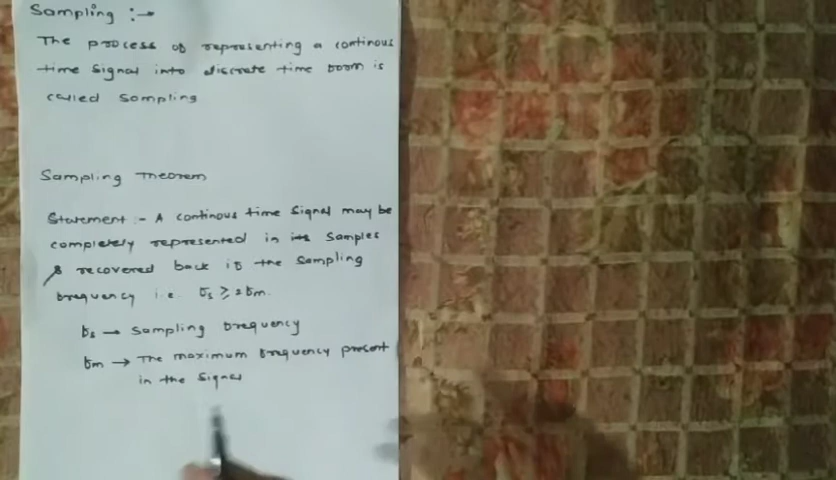 Sampling :-
The process of representing a continous
time signal into discrete time form is
called sampling
Sampling Theorem
Statement :- A continous time signal may be
completely represented in its samples
& recovered back if the sampling
frequency i.e. fs ≥ 2fm.
fs → sampling frequency
fm → The maximum frequency present
in the signal